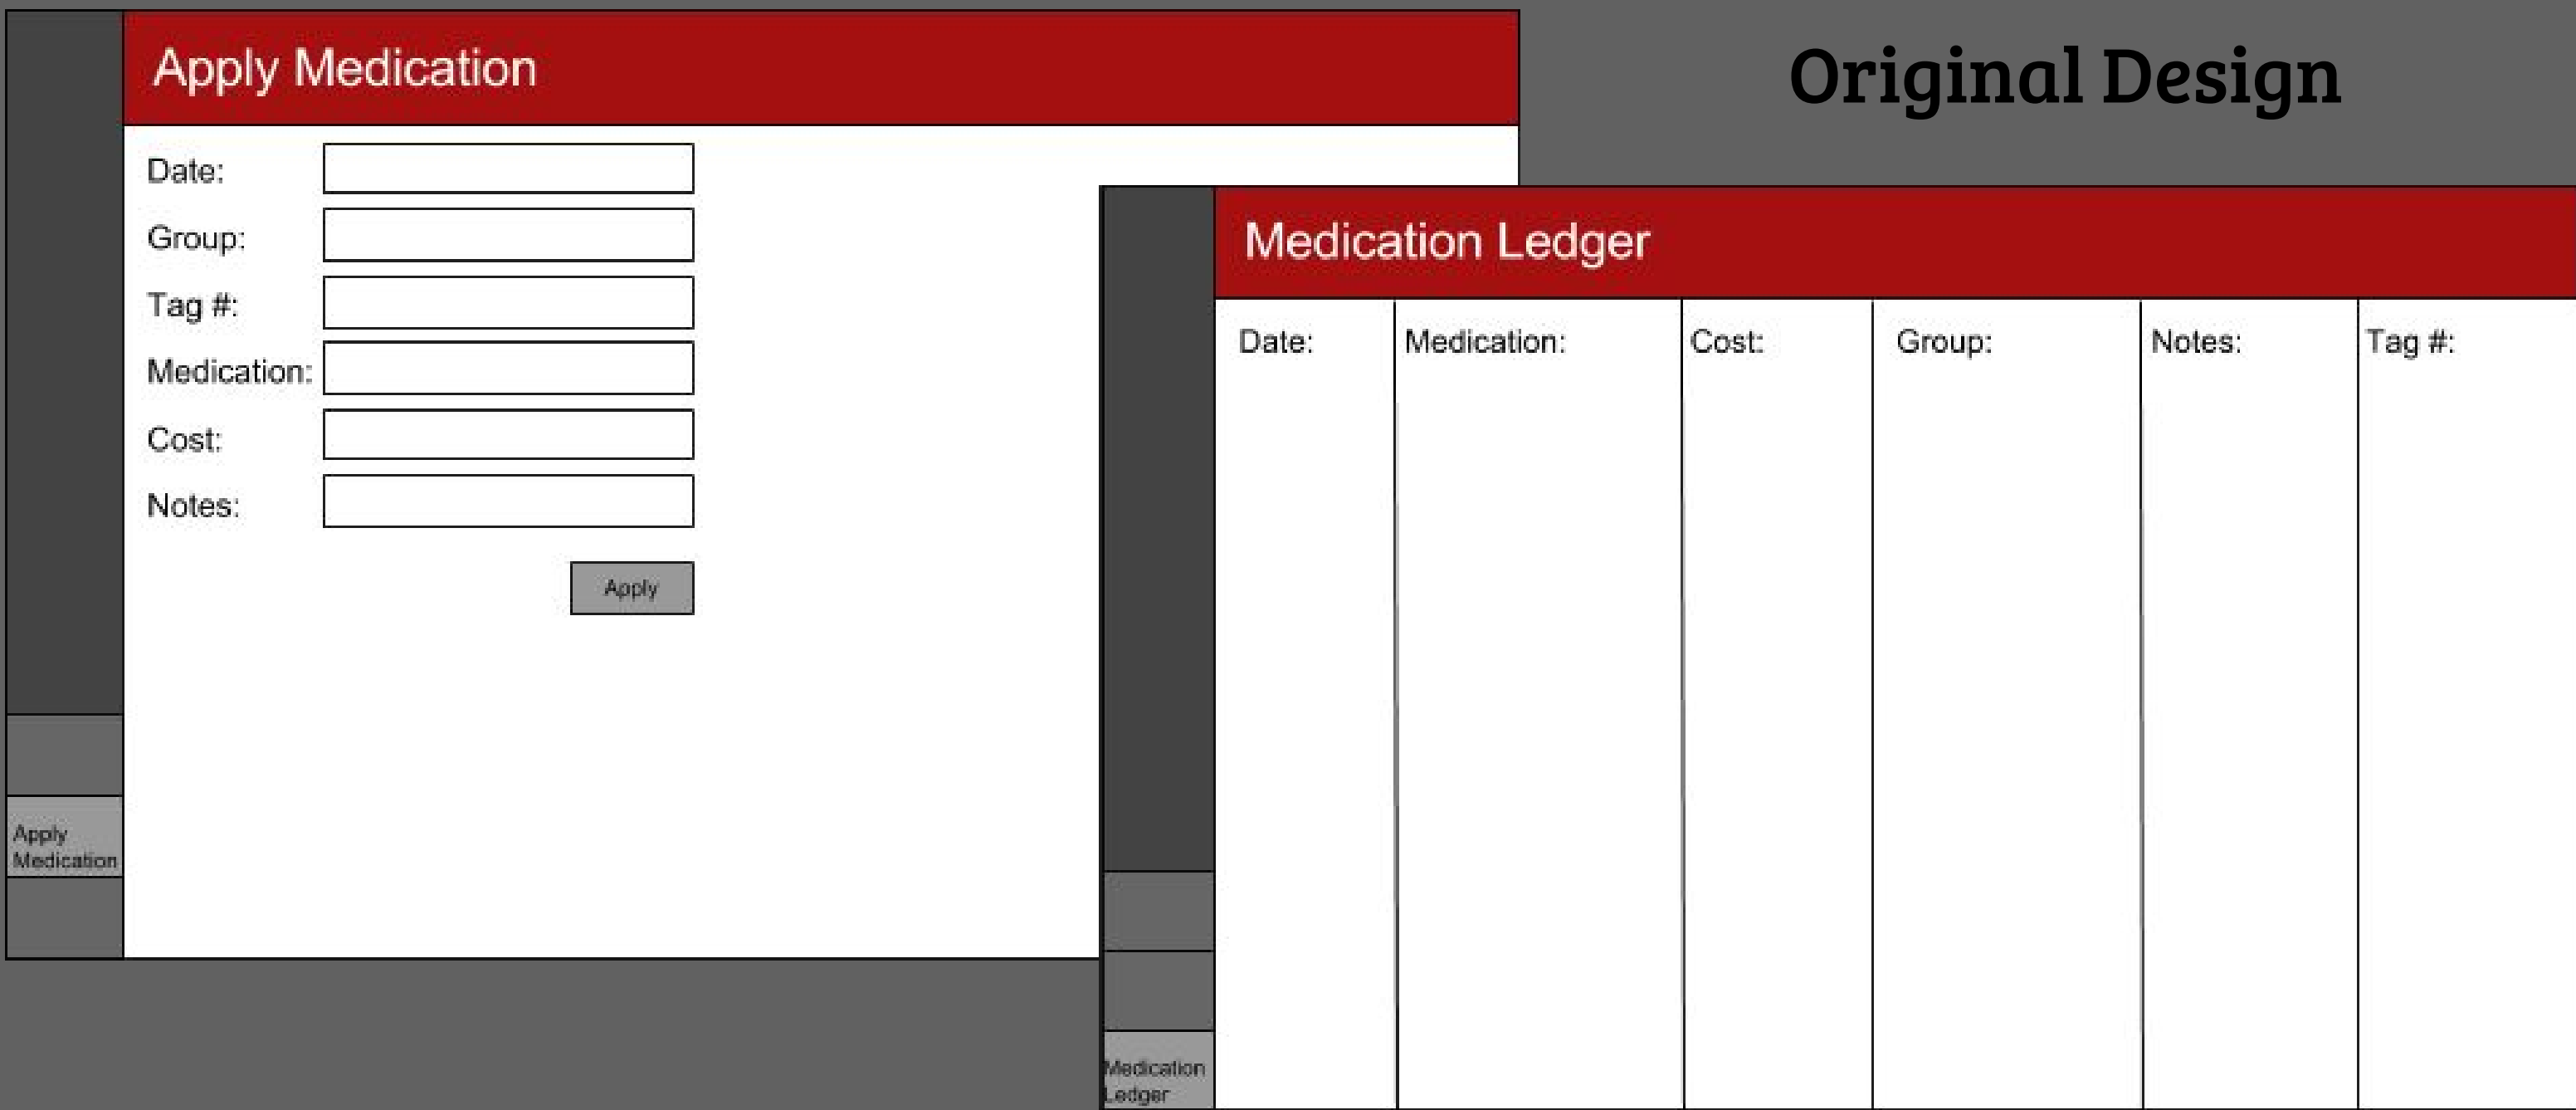 Original Design
Apply Medication
Date:
Group:
Tag #:
Medication:
Cost:
Notes:
Apply
Apply
Medication
Medication Ledger
Date: Medication: Cost: Group: Notes: Tag #:
Medication
Ledger